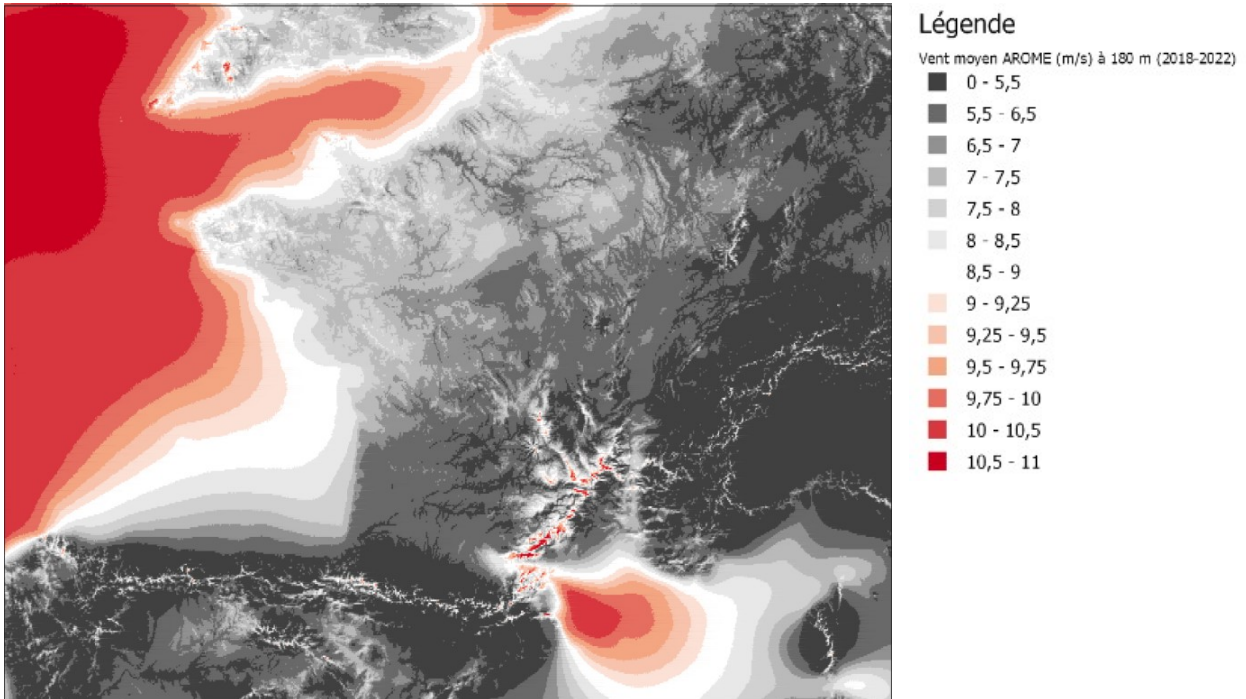 Légende
Vent moyen AROME (m/s) à 180 m (2018-2022)
0 - 5,5
5,5 - 6,5
6,5 - 7
7 - 7,5
7,5 - 8
8 - 8,5
8,5 - 9
9 - 9,25
9,25 - 9,5
9,5 - 9,75
9,75 - 10
10 - 10,5
10,5 - 11